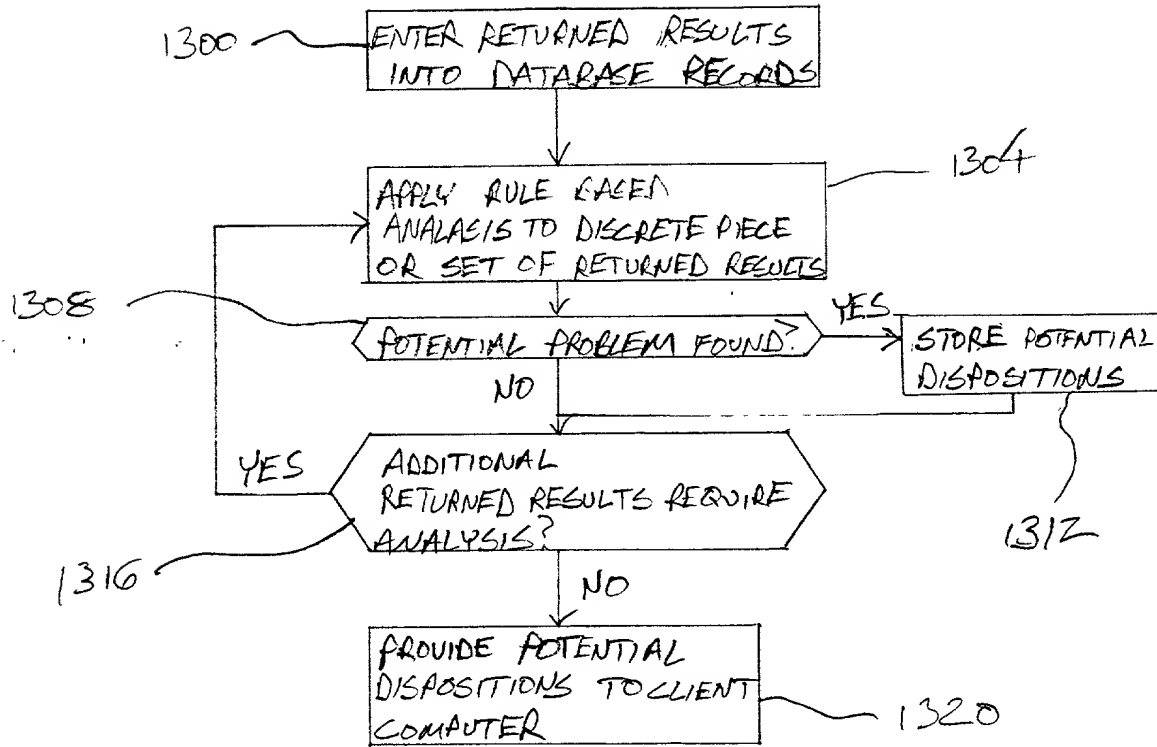 1300
ENTER RETURNED RESULTS
INTO DATABASE RECORDS
1304
APPLY RULE BASED
ANALASIS TO DISCRETE PIECE
OR SET OF RETURNED RESULTS
1308
POTENTIAL PROBLEM FOUND?
YES
STORE POTENTIAL
DISPOSITIONS
NO
1312
YES
ADDITIONAL
RETURNED RESULTS REQUIRE
ANALYSIS?
1316
NO
PROVIDE POTENTIAL
DISPOSITIONS TO CLIENT
COMPUTER
1320